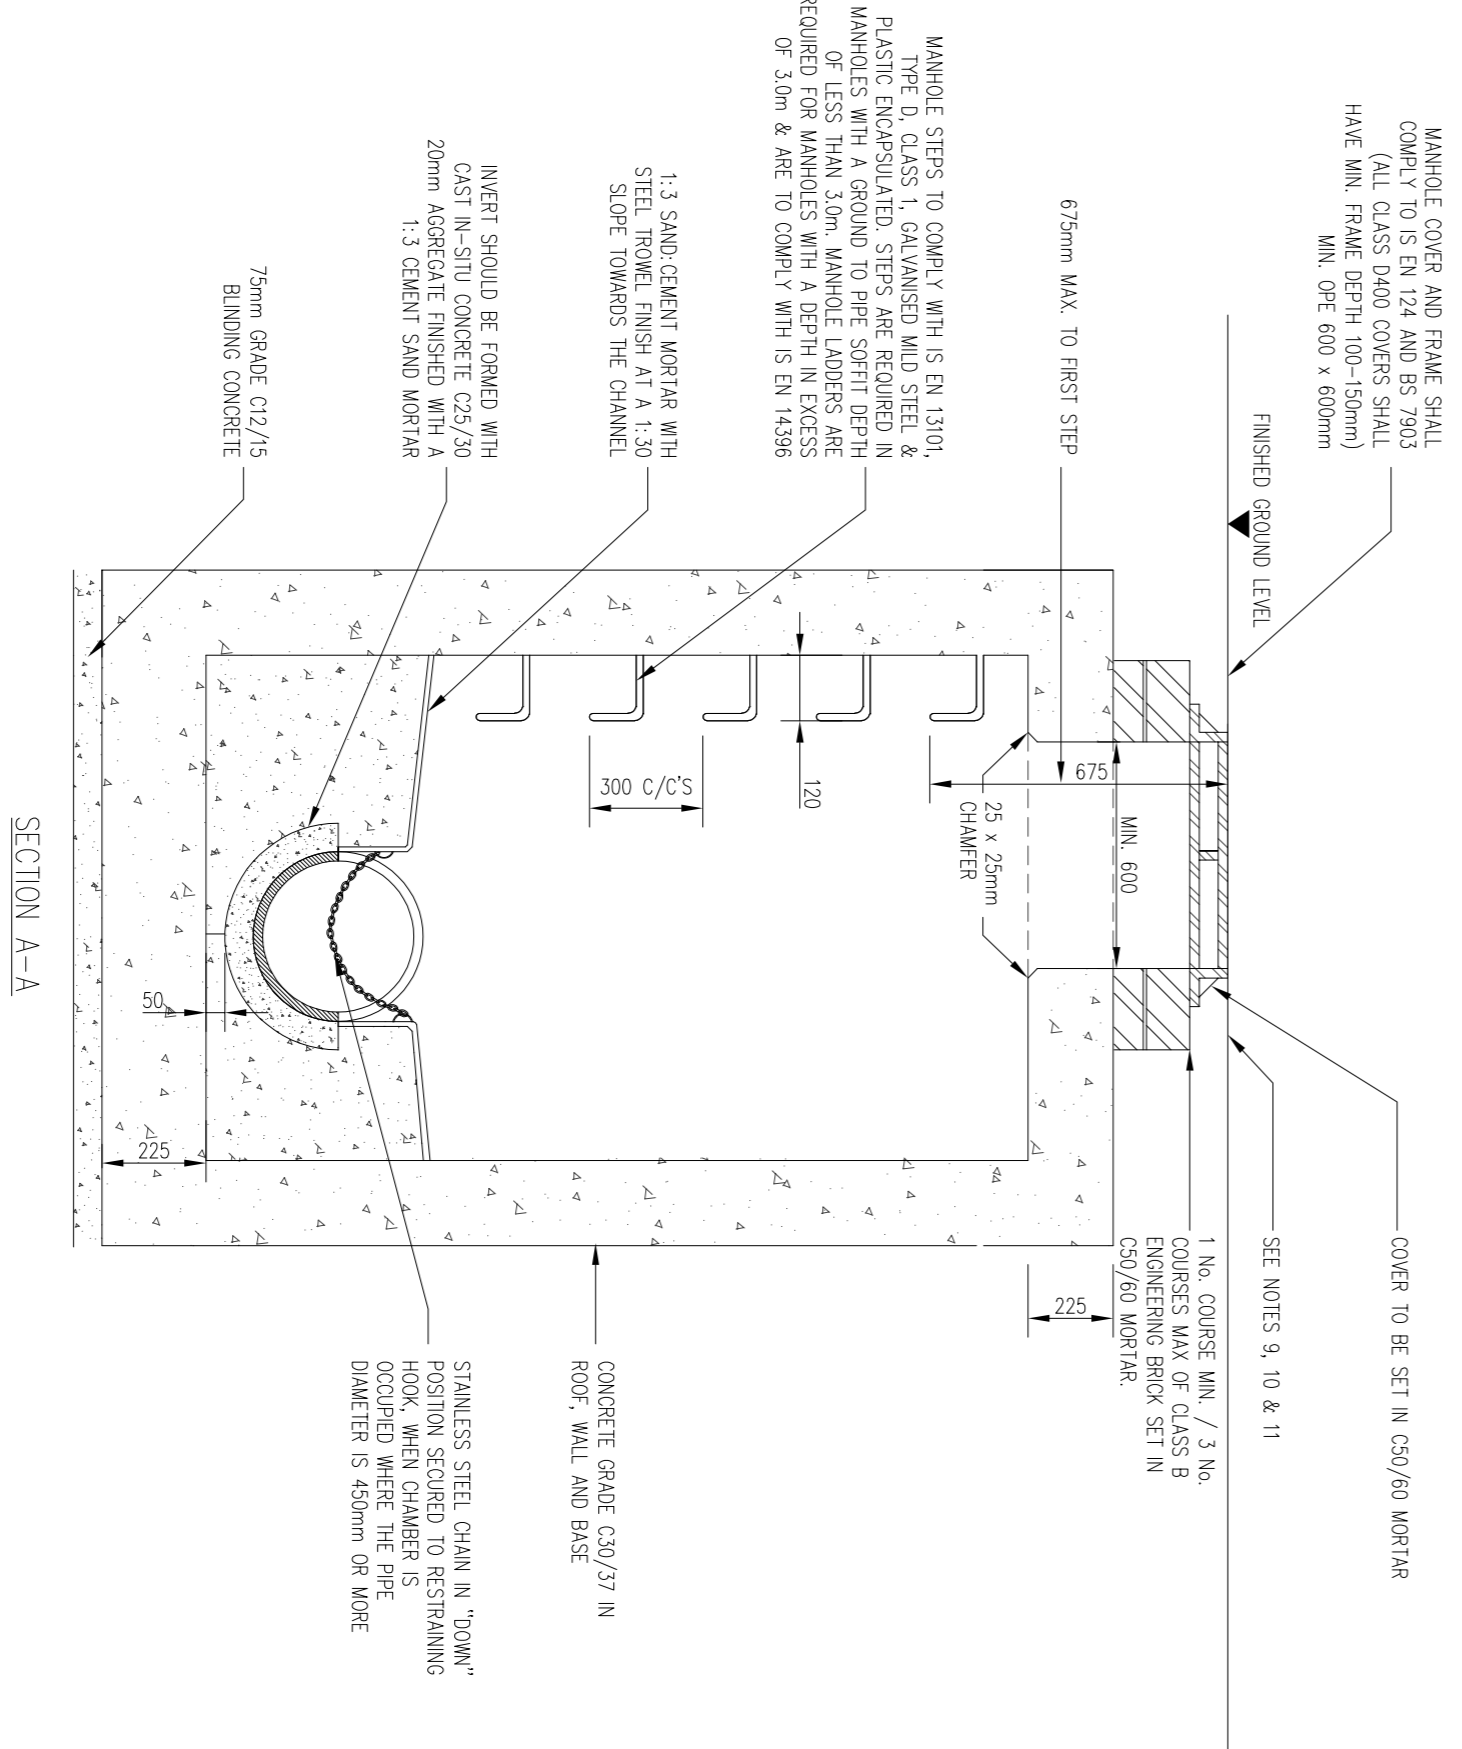 MANHOLE COVER AND FRAME SHALL
COMPLY TO IS EN 124 AND BS 7903
(ALL CLASS D400 COVERS SHALL
HAVE MIN. FRAME DEPTH 100-150mm)
MIN. OPE 600 x 600mm
FINISHED GROUND LEVEL
675mm MAX. TO FIRST STEP
MANHOLE STEPS TO COMPLY WITH IS EN 13101,
TYPE D, CLASS 1, GALVANISED MILD STEEL &
PLASTIC ENCAPSULATED. STEPS ARE REQUIRED IN
MANHOLES WITH A GROUND TO PIPE SOFFIT DEPTH
OF LESS THAN 3.0m. MANHOLE LADDERS ARE
REQUIRED FOR MANHOLES WITH A DEPTH IN EXCESS
OF 3.0m & ARE TO COMPLY WITH IS EN 14396
1:3 SAND:CEMENT MORTAR WITH
STEEL TROWEL FINISH AT A 1:30
SLOPE TOWARDS THE CHANNEL
INVERT SHOULD BE FORMED WITH
CAST IN-SITU CONCRETE C25/30
20mm AGGREGATE FINISHED WITH A
1:3 CEMENT SAND MORTAR
75mm GRADE C12/15
BLINDING CONCRETE
675
MIN. 600
25 x 25mm
CHAMFER
120
300 C/C'S
50
225
225
COVER TO BE SET IN C50/60 MORTAR
SEE NOTES 9, 10 & 11
1 No. COURSE MIN. / 3 No.
COURSES MAX OF CLASS B
ENGINEERING BRICK SET IN
C50/60 MORTAR.
CONCRETE GRADE C30/37 IN
ROOF, WALL AND BASE
STAINLESS STEEL CHAIN IN "DOWN"
POSITION SECURED TO RESTRAINING
HOOK, WHEN CHAMBER IS
OCCUPIED WHERE THE PIPE
DIAMETER IS 450mm OR MORE
SECTION A-A